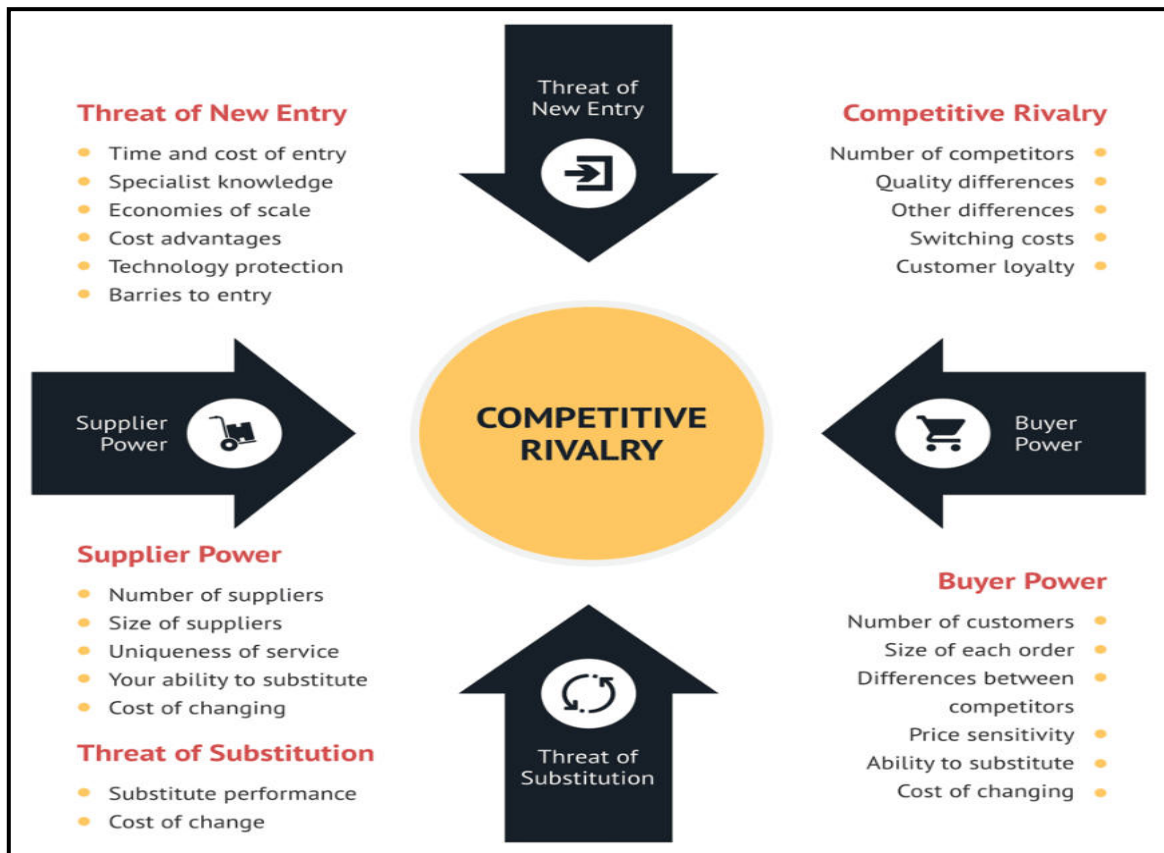 Threat of
New Entry
Threat of New Entry
Time and cost of entry
Specialist knowledge
Economies of scale
Cost advantages
Technology protection
Barries to entry
Competitive Rivalry
Number of competitors
Quality differences
Other differences
Switching costs
Customer loyalty
Supplier
Power
COMPETITIVE
RIVALRY
Buyer
Power
Supplier Power
Number of suppliers
Size of suppliers
Uniqueness of service
Your ability to substitute
Cost of changing
Threat of Substitution
Substitute performance
Cost of change
Threat of
Substitution
Buyer Power
Number of customers
Size of each order
Differences between
competitors
Price sensitivity
Ability to substitute
Cost of changing